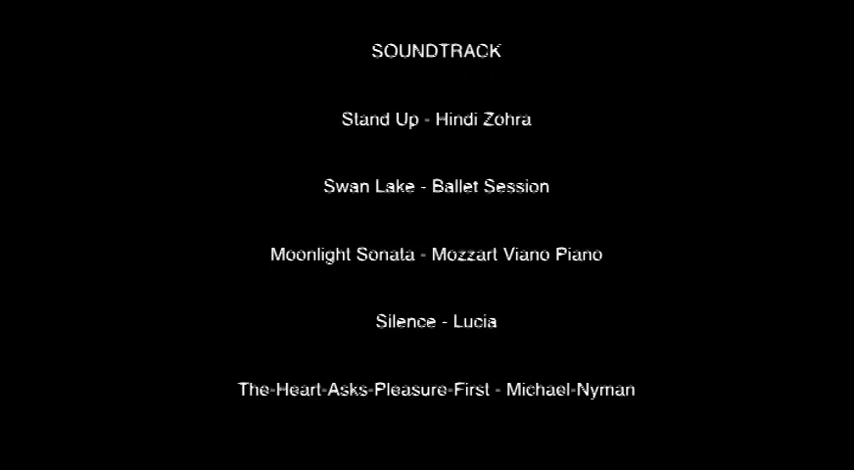 SOUNDTRACK
Stand Up - Hindi Zohra
Swan Lake - Ballet Session
Moonlight Sonata - Mozzart Viano Piano
Silence - Lucia
The-Heart-Asks-Pleasure-First - Michael-Nyman